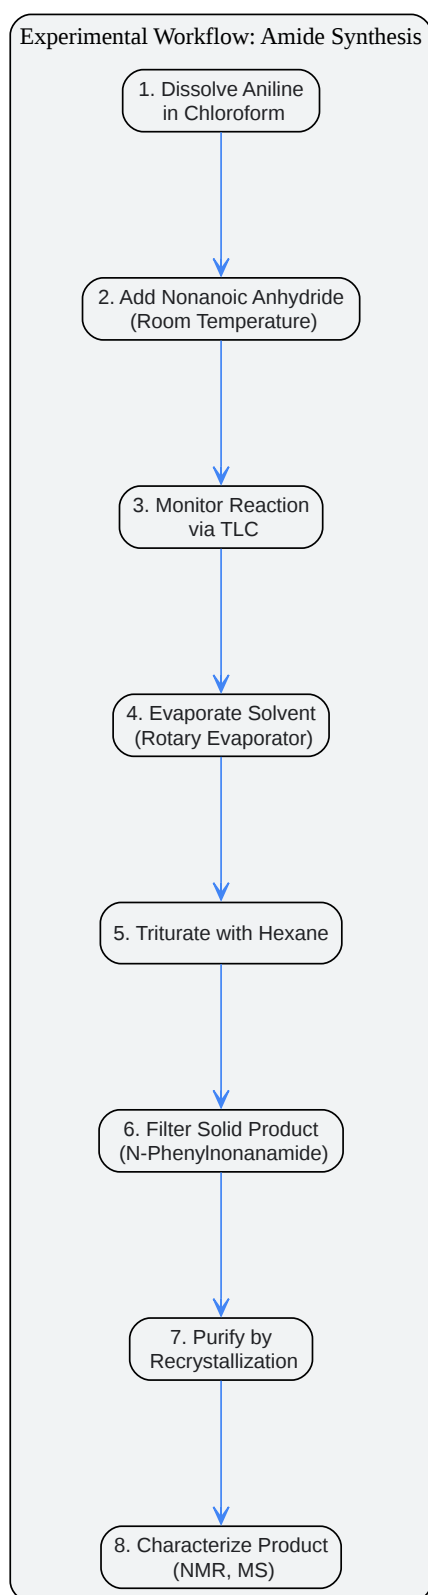 Experimental Workflow: Amide Synthesis
1. Dissolve Aniline
in Chloroform
2. Add Nonanoic Anhydride
(Room Temperature)
3. Monitor Reaction
via TLC
4. Evaporate Solvent
(Rotary Evaporator)
5. Triturate with Hexane
6. Filter Solid Product
(N-Phenylnonanamide)
7. Purify by
Recrystallization
8. Characterize Product
(NMR, MS)